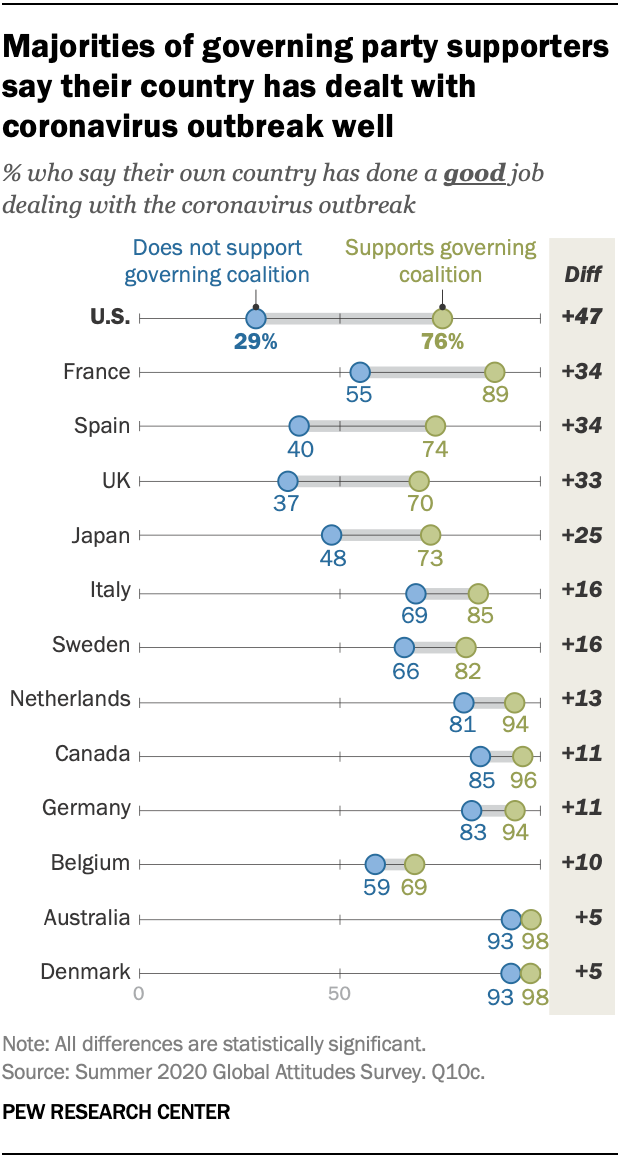 Majorities of governing party supporters
say their country has dealt with
coronavirus outbreak well
% who say their own country has done a good job
dealing with the coronavirus outbreak
Does not support
governing coalition
Supports governing
coalition
Diff
U.S.
29%
76%
+47
France
55
89
+34
Spain
40
74
+34
UK
37
70
+33
Japan
48
73
+25
Italy
69
85
+16
Sweden
66
82
+16
Netherlands
81
94
+13
Canada
85
96
+11
Germany
83
94
+11
Belgium
59
69
+10
Australia
93
98
+5
Denmark
93
98
+5
0
50
Note: All differences are statistically significant.
Source: Summer 2020 Global Attitudes Survey. Q10c.
PEW RESEARCH CENTER